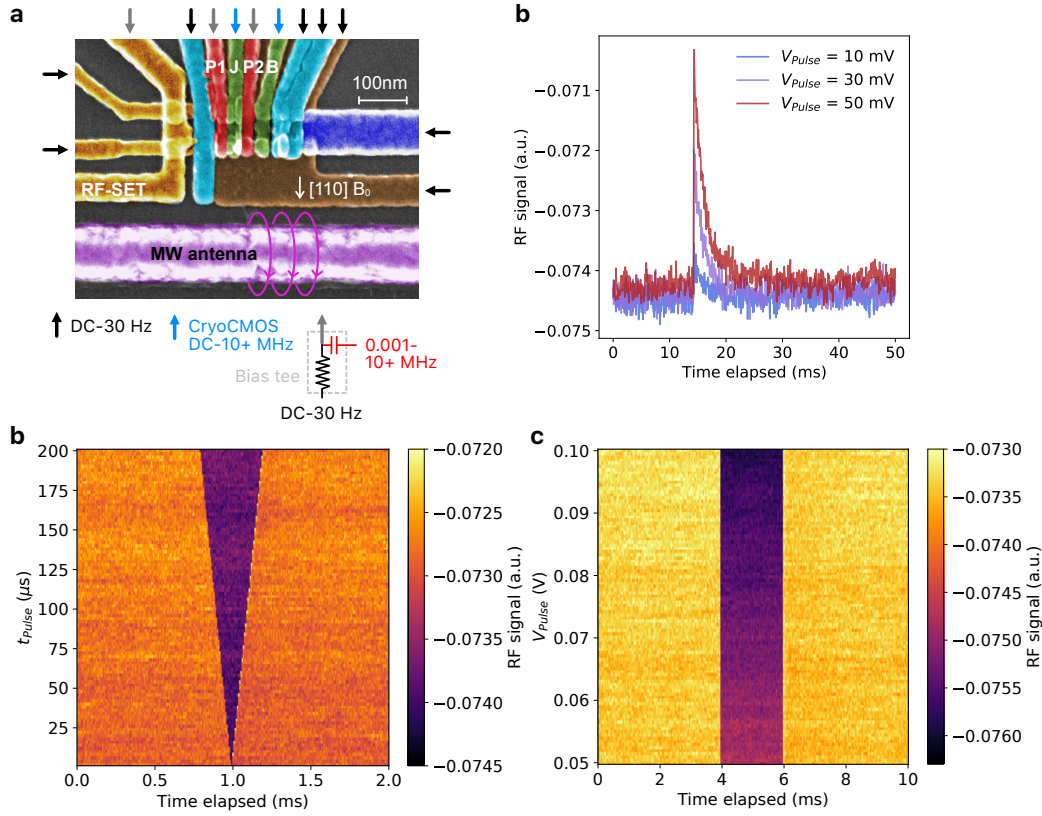 a
P1 J P2 B
100nm
RF-SET
[110] B₀
MW antenna
DC-30 Hz
CryoCMOS
DC-10+ MHz
0.001-
10+ MHz
Bias tee
DC-30 Hz
b
V_Pulse = 10 mV
V_Pulse = 30 mV
V_Pulse = 50 mV
−0.071
−0.072
−0.073
−0.074
−0.075
RF signal (a.u.)
0 10 20 30 40 50
Time elapsed (ms)
b
200
175
150
125
100
75
50
25
t_Pulse (µs)
0.0 0.5 1.0 1.5 2.0
Time elapsed (ms)
−0.0720
−0.0725
−0.0730
−0.0735
−0.0740
−0.0745
RF signal (a.u.)
c
0.10
0.09
0.08
0.07
0.06
0.05
V_Pulse (V)
0 2 4 6 8 10
Time elapsed (ms)
−0.0730
−0.0735
−0.0740
−0.0745
−0.0750
−0.0755
−0.0760
RF signal (a.u.)